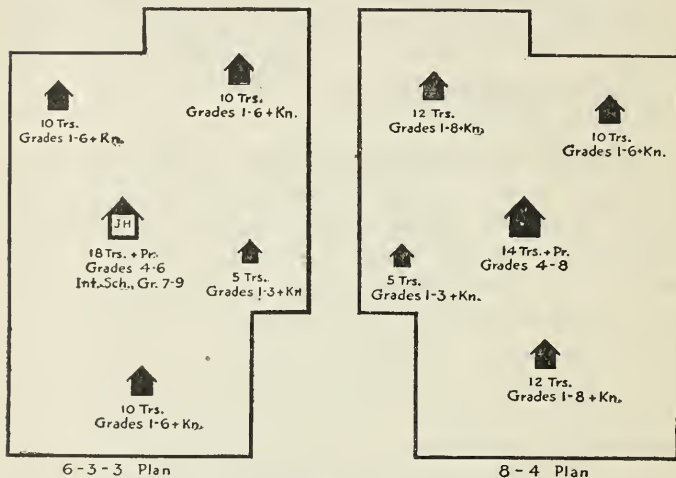 10 Trs.
Grades 1-6 + Kn.
10 Trs.
Grades 1-6 + Kn.
JH
18 Trs. + Pr.
Grades 4-6
Int. Sch., Gr. 7-9
5 Trs.
Grades 1-3 + Kn
10 Trs.
Grades 1-6 + Kn.
6-3-3 Plan
12 Trs.
Grades 1-8 + Kn.
10 Trs.
Grades 1-6 + Kn.
14 Trs. + Pr.
Grades 4-8
5 Trs.
Grades 1-3 + Kn.
12 Trs.
Grades 1-8 + Kn.
8-4 Plan